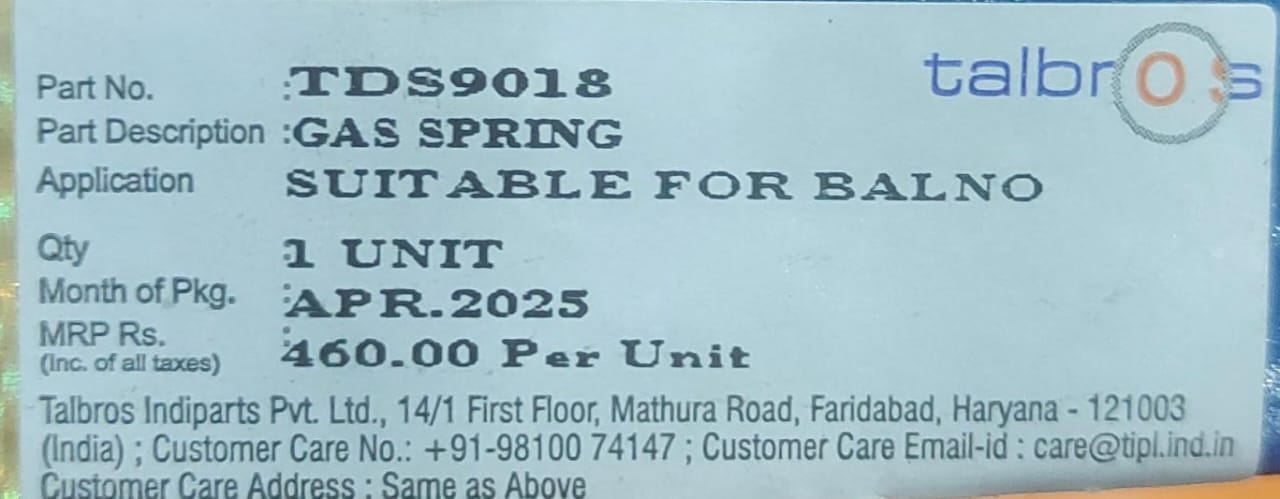 talbros
Part No. :TDS9018
Part Description :GAS SPRING
Application SUITABLE FOR BALNO
Qty :1 UNIT
Month of Pkg. :APR.2025
MRP Rs. :460.00 Per Unit
(Inc. of all taxes)
Talbros Indiparts Pvt. Ltd., 14/1 First Floor, Mathura Road, Faridabad, Haryana - 121003
(India) ; Customer Care No.: +91-98100 74147 ; Customer Care Email-id : care@tipl.ind.in
Customer Care Address : Same as Above